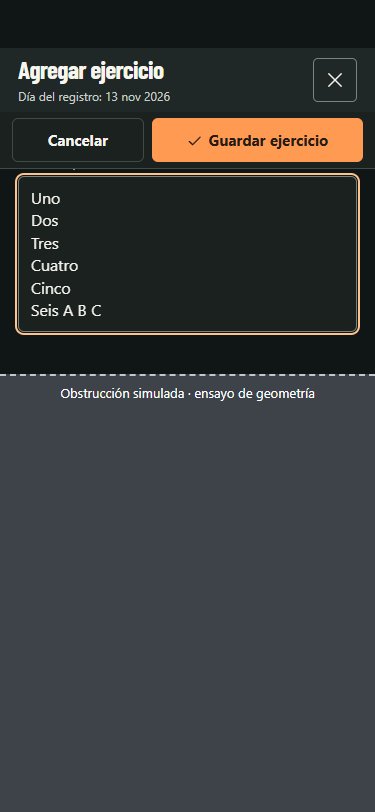 Agregar ejercicio
Día del registro: 13 nov 2026
Cancelar
Guardar ejercicio
Uno
Dos
Tres
Cuatro
Cinco
Seis A B C
Obstrucción simulada · ensayo de geometría